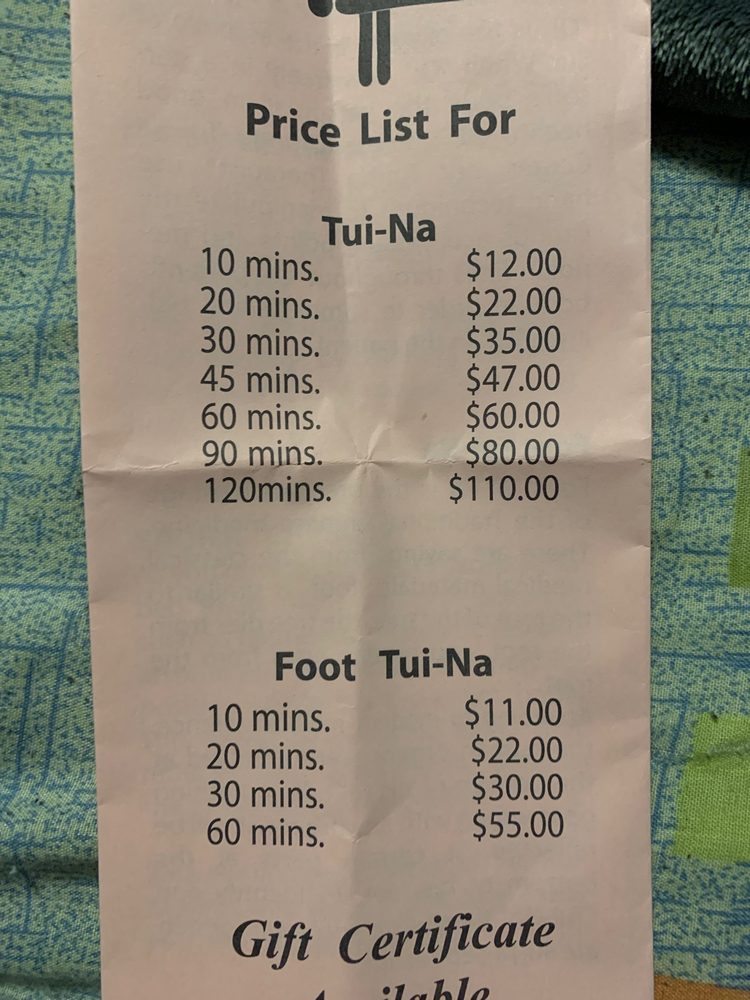 Price List For
Tui-Na
10 mins. $12.00
20 mins. $22.00
30 mins. $35.00
45 mins. $47.00
60 mins. $60.00
90 mins. $80.00
120mins. $110.00
Foot Tui-Na
10 mins. $11.00
20 mins. $22.00
30 mins. $30.00
60 mins. $55.00
Gift Certificate
Available